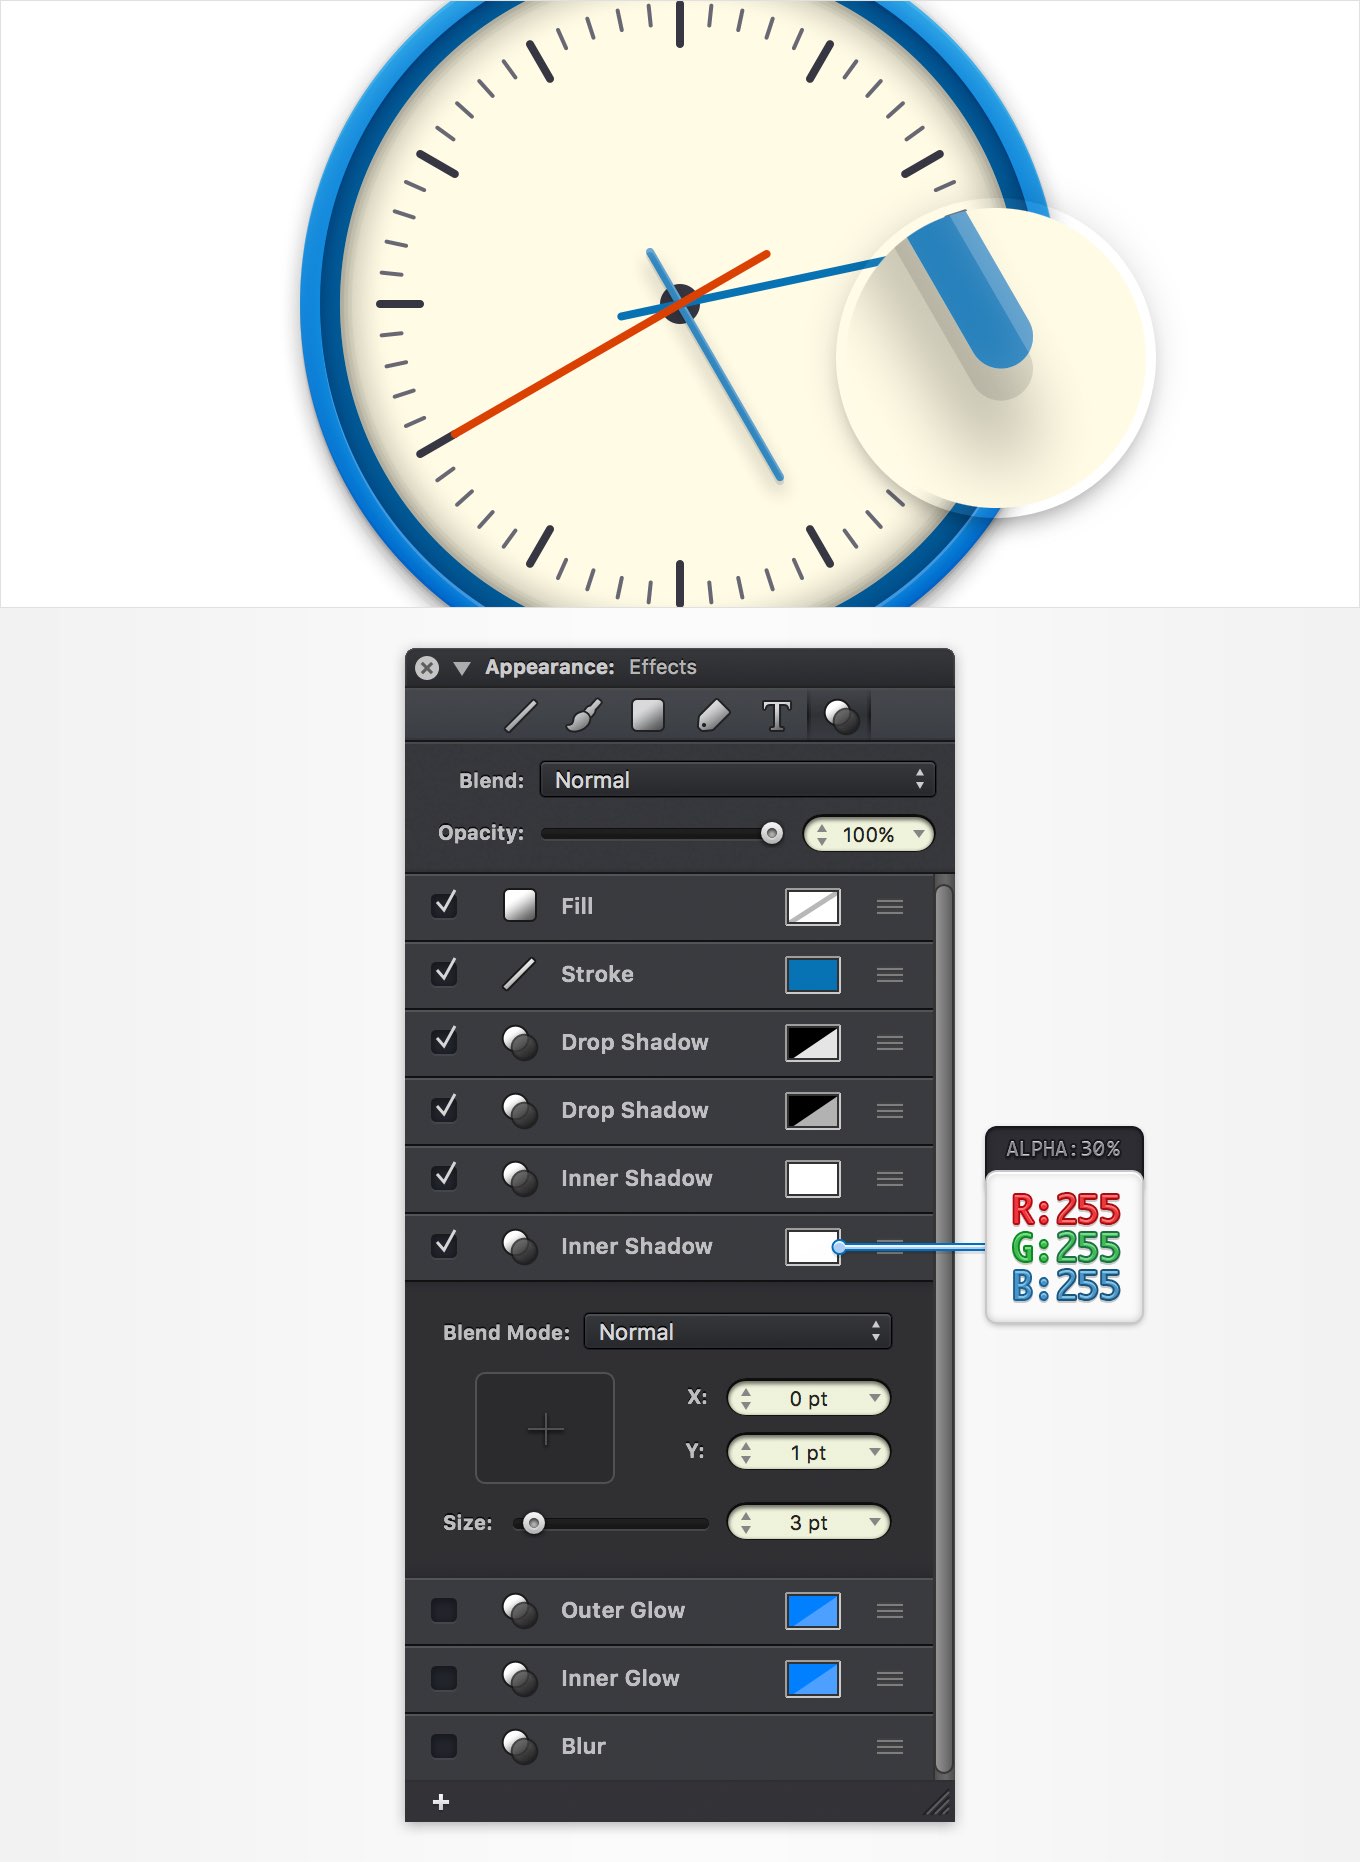 Appearance: Effects
T
Blend: Normal
Opacity: 100%
Fill
Stroke
Drop Shadow
Drop Shadow
Inner Shadow
Inner Shadow
ALPHA:30%
R:255
G:255
B:255
Blend Mode: Normal
X: 0 pt
Y: 1 pt
Size: 3 pt
Outer Glow
Inner Glow
Blur